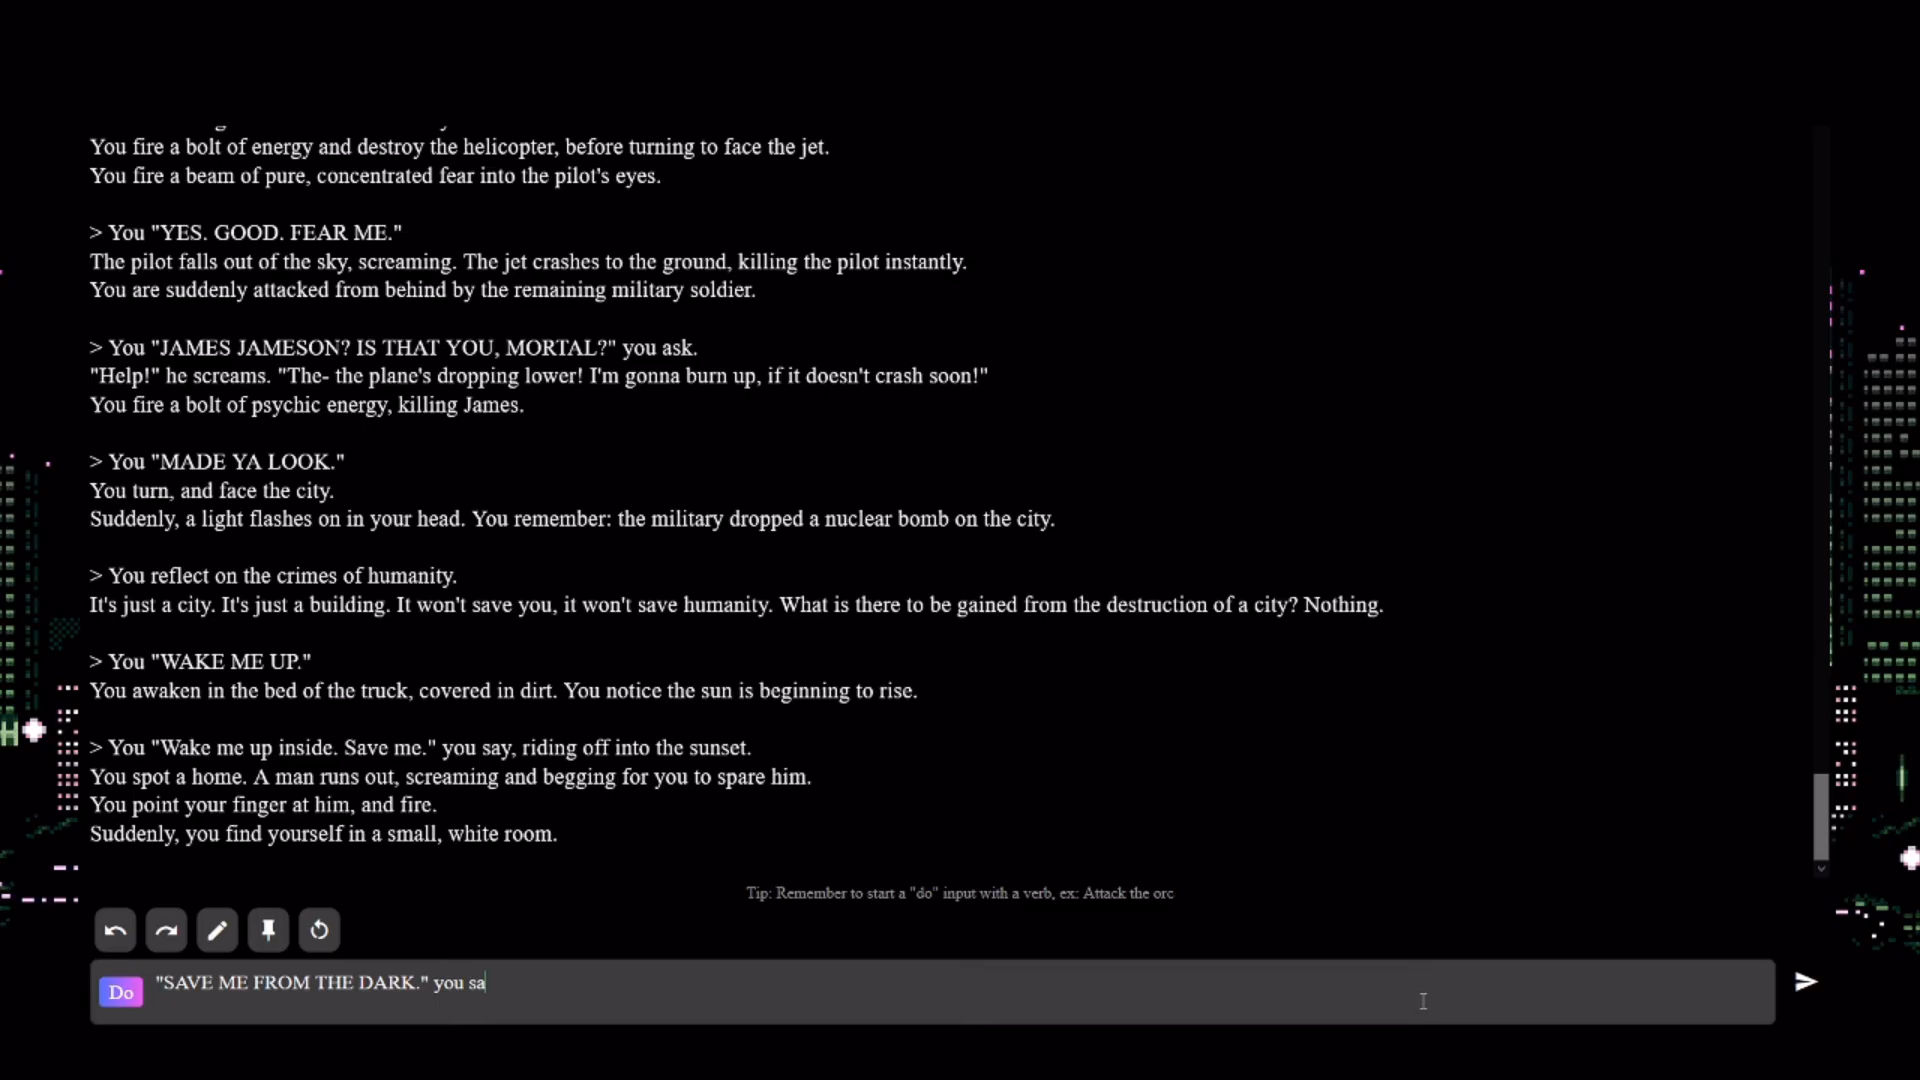 You fire a bolt of energy and destroy the helicopter, before turning to face the jet.
You fire a beam of pure, concentrated fear into the pilot's eyes.
> You "YES. GOOD. FEAR ME."
The pilot falls out of the sky, screaming. The jet crashes to the ground, killing the pilot instantly.
You are suddenly attacked from behind by the remaining military soldier.
> You "JAMES JAMESON? IS THAT YOU, MORTAL?" you ask.
"Help!" he screams. "The- the plane's dropping lower! I'm gonna burn up, if it doesn't crash soon!"
You fire a bolt of psychic energy, killing James.
> You "MADE YA LOOK."
You turn, and face the city.
Suddenly, a light flashes on in your head. You remember: the military dropped a nuclear bomb on the city.
> You reflect on the crimes of humanity.
It's just a city. It's just a building. It won't save you, it won't save humanity. What is there to be gained from the destruction of a city? Nothing.
> You "WAKE ME UP."
You awaken in the bed of the truck, covered in dirt. You notice the sun is beginning to rise.
> You "Wake me up inside. Save me." you say, riding off into the sunset.
You spot a home. A man runs out, screaming and begging for you to spare him.
You point your finger at him, and fire.
Suddenly, you find yourself in a small, white room.
Tip: Remember to start a "do" input with a verb, ex: Attack the orc
Do "SAVE ME FROM THE DARK." you sa